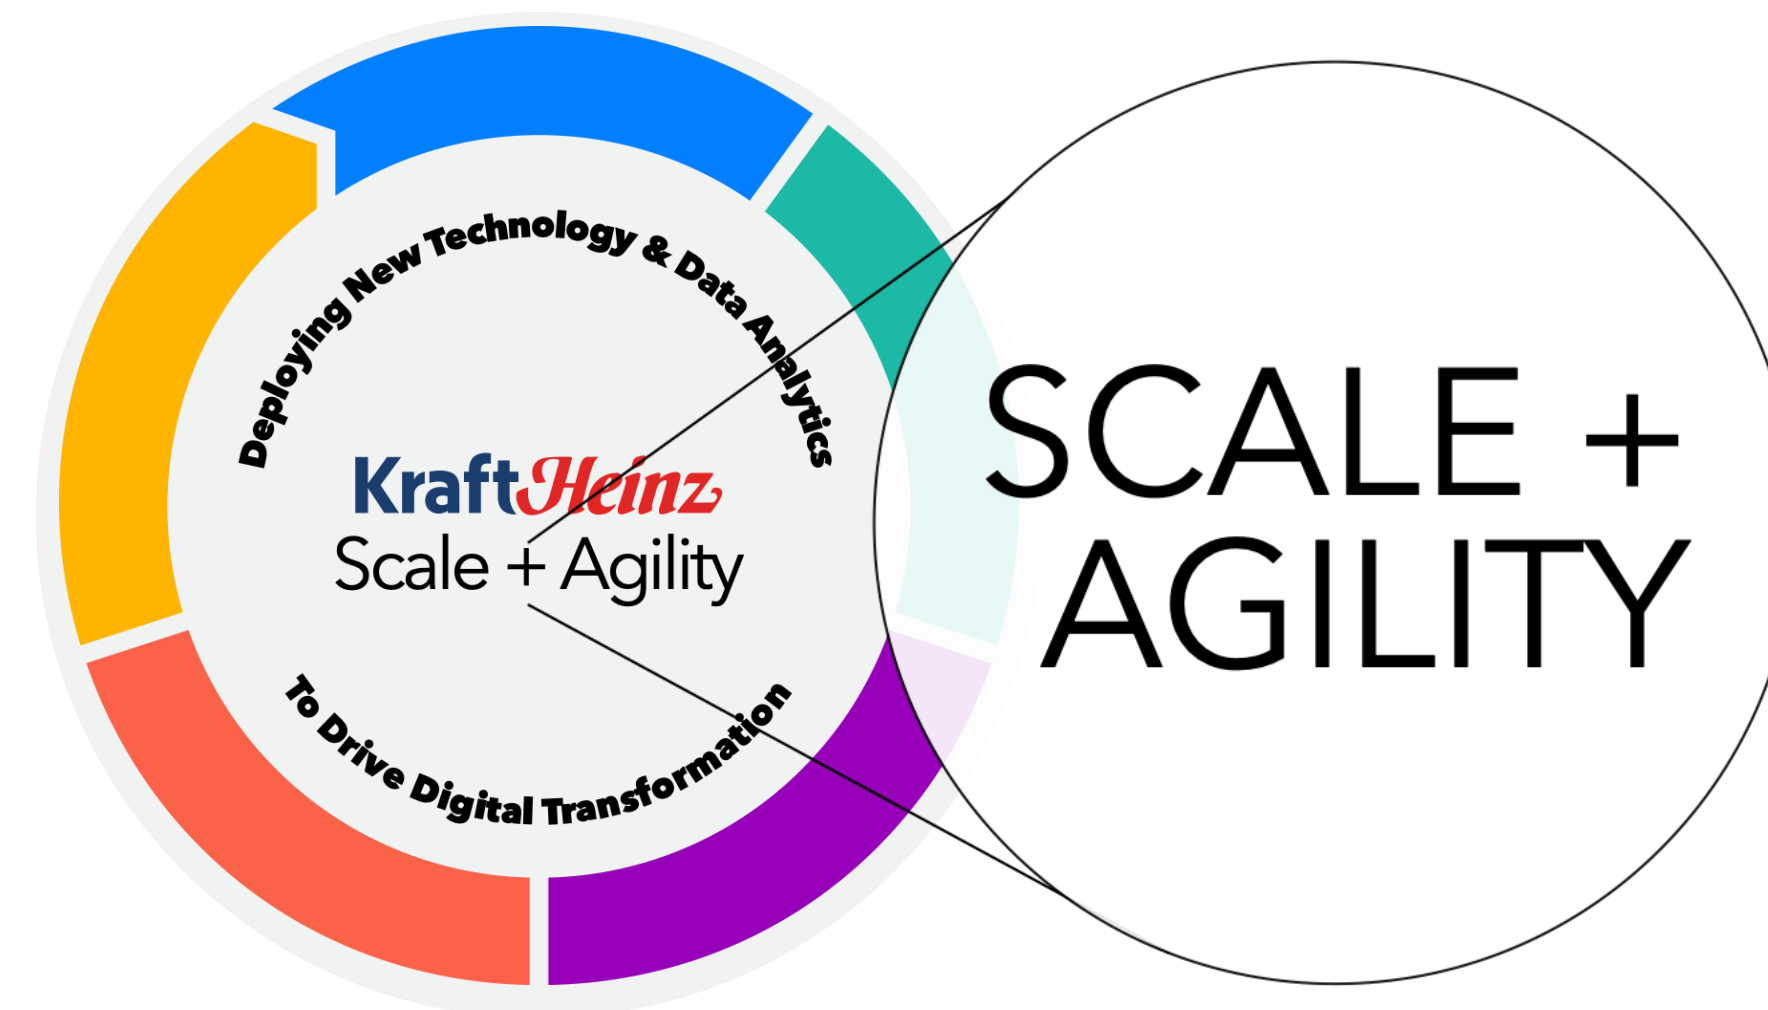 Deploying New Technology & Data Analytics
KraftHeinz
Scale + Agility
To Drive Digital Transformation
SCALE +
AGILITY